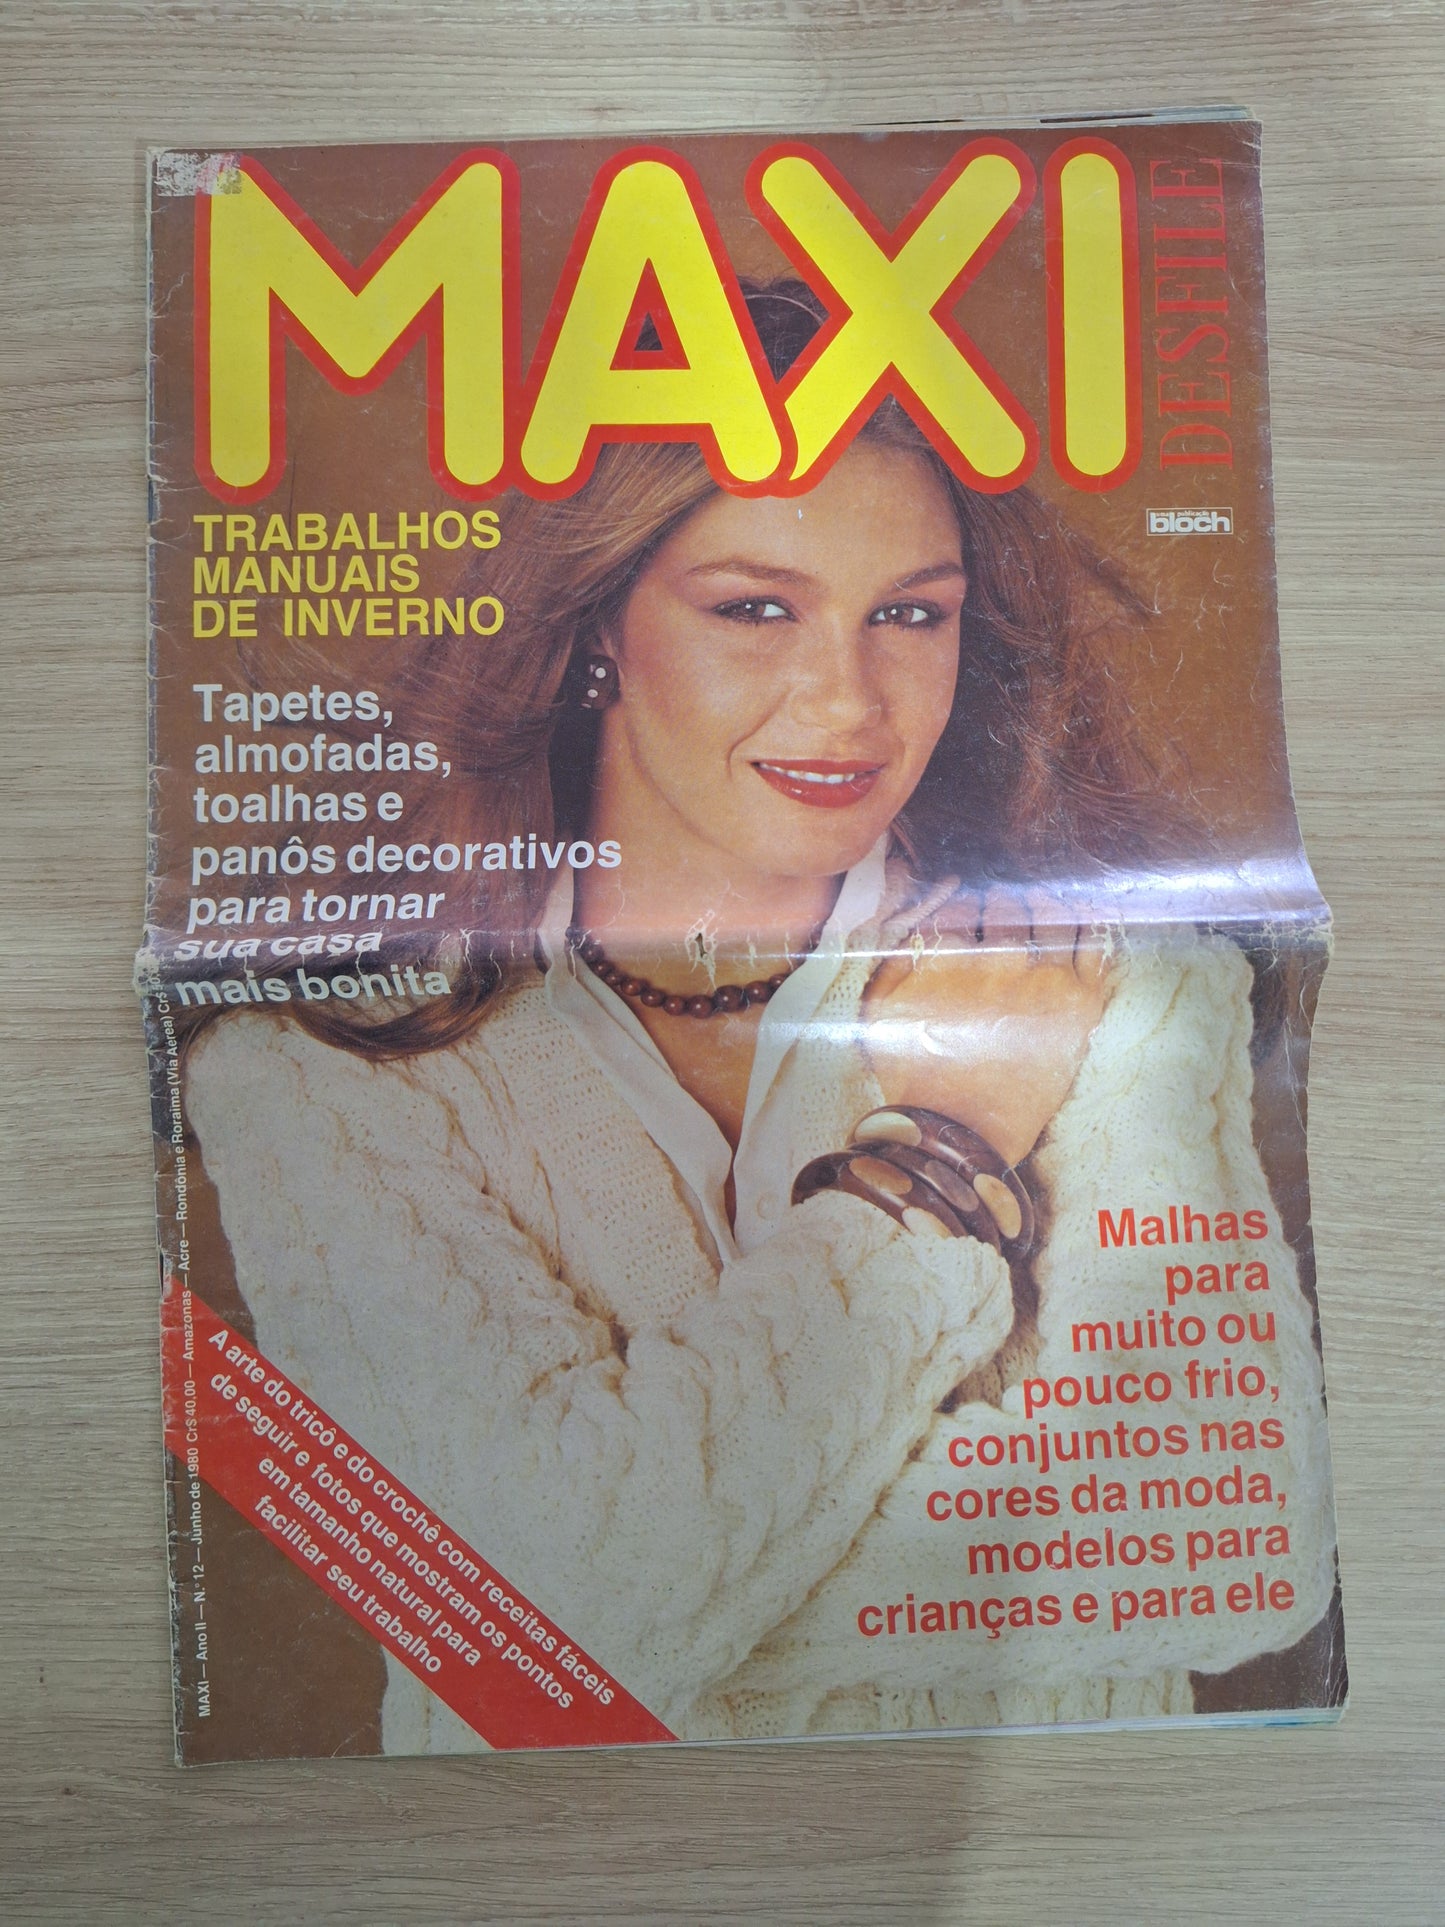 MAXI
DESFILE
uma publicação
bloch
TRABALHOS
MANUAIS
DE INVERNO
Tapetes,
almofadas,
toalhas e
panôs decorativos
para tornar
sua casa
mais bonita
Malhas
para
muito ou
pouco frio,
conjuntos nas
cores da moda,
modelos para
crianças e para ele
A arte do tricô e do crochê com receitas fáceis
de seguir e fotos que mostram os pontos
em tamanho natural para
facilitar seu trabalho
MAXI — Ano II — N.º 12 — Junho de 1980 Cr$ 40,00 — Amazonas — Acre — Rondônia e Roraima (Via Aérea) Cr$